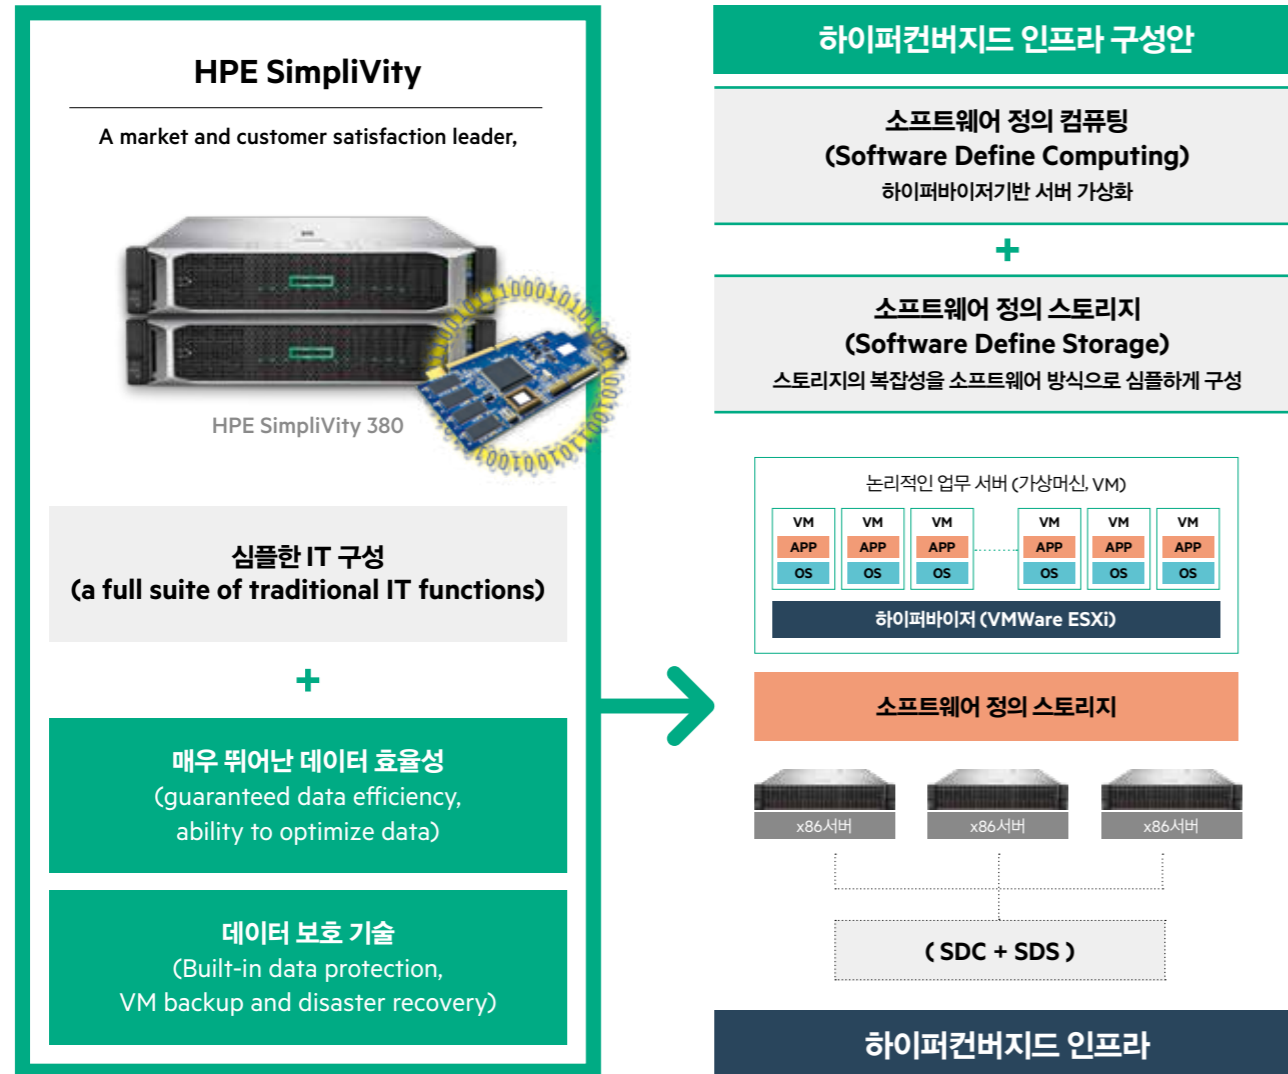 HPE SimpliVity
A market and customer satisfaction leader,
HPE SimpliVity 380
심플한 IT 구성
(a full suite of traditional IT functions)
+
매우 뛰어난 데이터 효율성
(guaranteed data efficiency,
ability to optimize data)
데이터 보호 기술
(Built-in data protection,
VM backup and disaster recovery)
하이퍼컨버지드 인프라 구성안
소프트웨어 정의 컴퓨팅
(Software Define Computing)
하이퍼바이저기반 서버 가상화
+
소프트웨어 정의 스토리지
(Software Define Storage)
스토리지의 복잡성을 소프트웨어 방식으로 심플하게 구성
논리적인 업무 서버 (가상머신, VM)
VM VM VM VM VM VM
APP APP APP APP APP APP
OS OS OS OS OS OS
하이퍼바이저 (VMWare ESXi)
소프트웨어 정의 스토리지
x86서버 x86서버 x86서버
( SDC + SDS )
하이퍼컨버지드 인프라